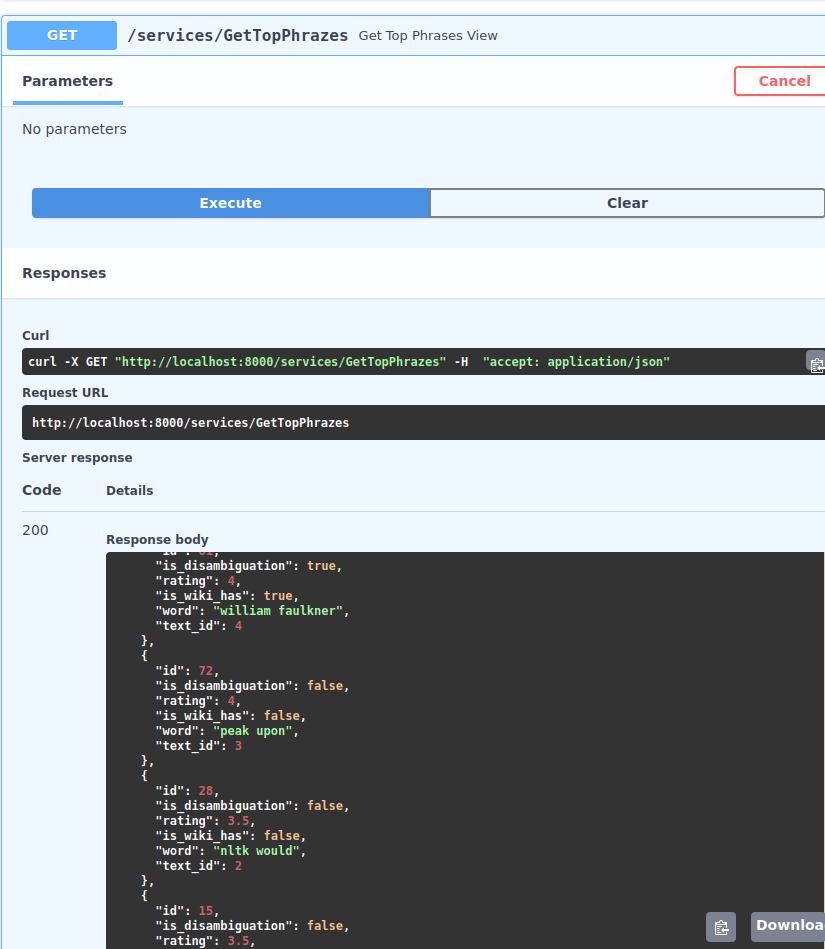 GET /services/GetTopPhrazes Get Top Phrases View
Parameters
Cancel
No parameters
Execute
Clear
Responses
Curl
curl -X GET "http://localhost:8000/services/GetTopPhrazes" -H  "accept: application/json"
Request URL
http://localhost:8000/services/GetTopPhrazes
Server response
Code Details
200
Response body
"id": 81,
"is_disambiguation": true,
"rating": 4,
"is_wiki_has": true,
"word": "william faulkner",
"text_id": 4
},
{
"id": 72,
"is_disambiguation": false,
"rating": 4,
"is_wiki_has": false,
"word": "peak upon",
"text_id": 3
},
{
"id": 28,
"is_disambiguation": false,
"rating": 3.5,
"is_wiki_has": false,
"word": "nltk would",
"text_id": 2
},
{
"id": 15,
"is_disambiguation": false,
"rating": 3.5,
Downloa